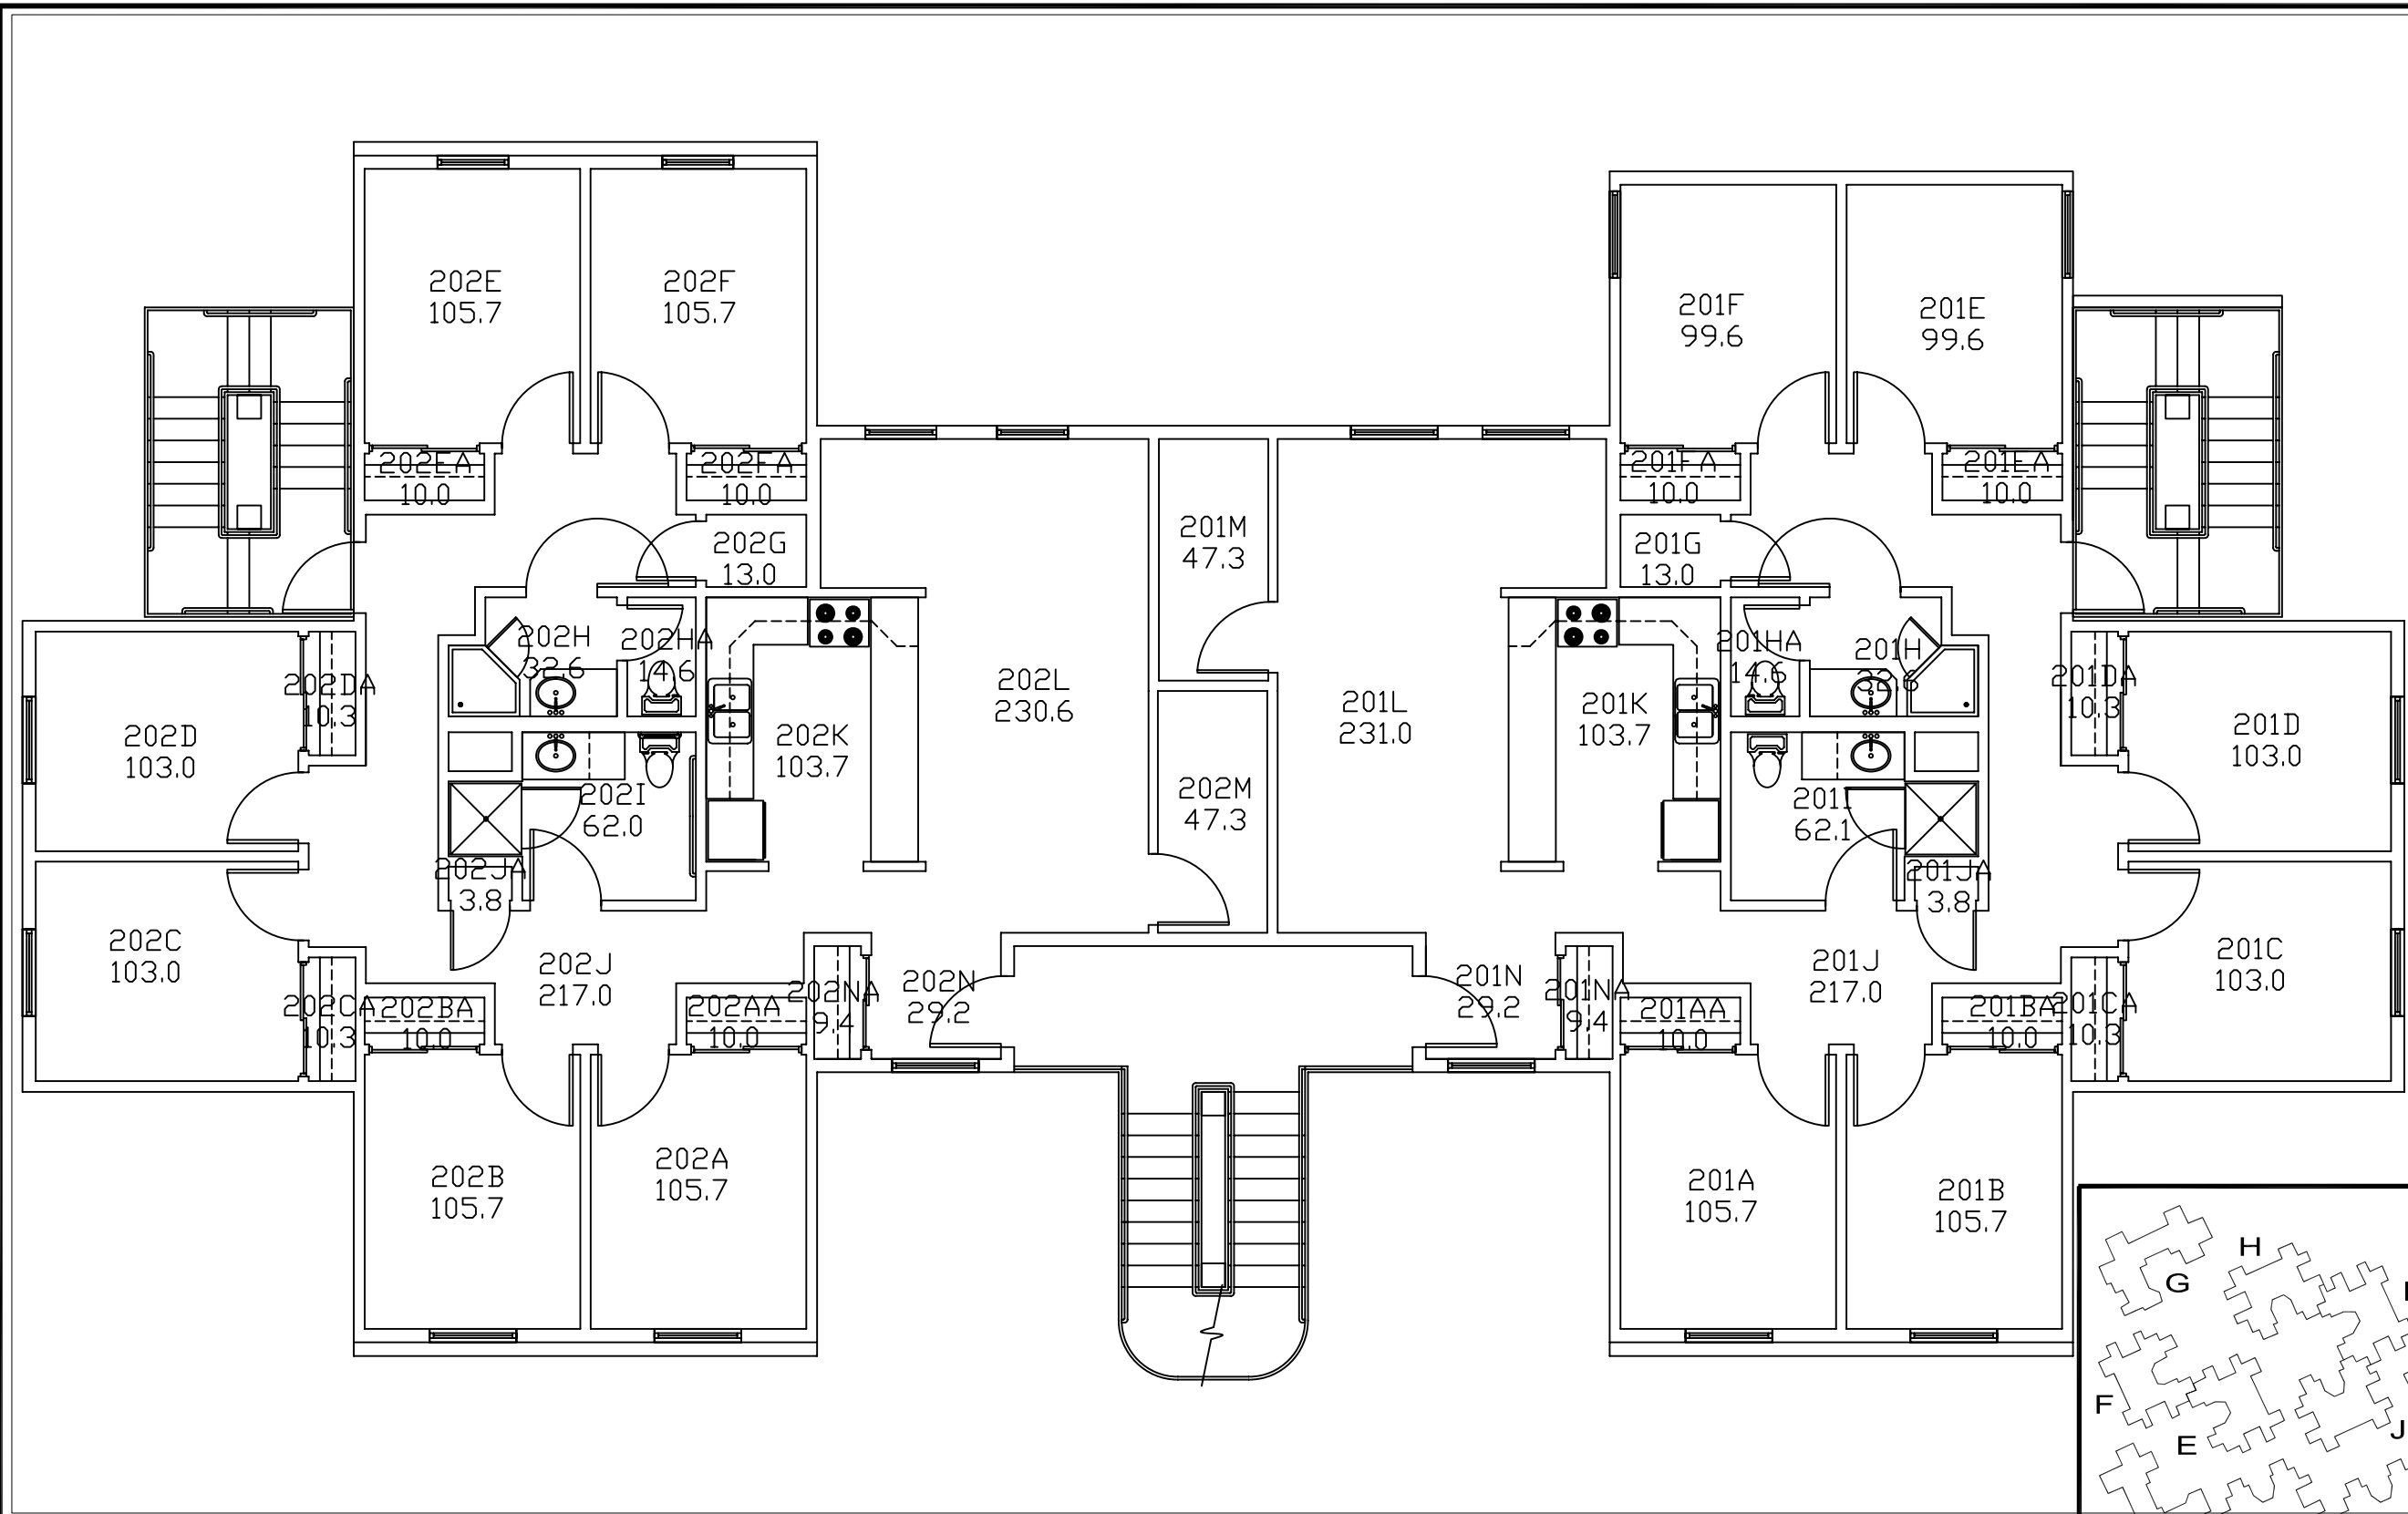 202E
105.7
202F
105.7
201F
99.6
201E
99.6
202EA
10.0
202FA
10.0
201FA
10.0
201EA
10.0
202G
13.0
201M
47.3
201G
13.0
202H
32.6
202HA
14.6
201HA
14.6
201H
32.6
202DA
10.3
202D
103.0
202L
230.6
202K
103.7
201L
231.0
201K
103.7
201DA
10.3
201D
103.0
202I
62.0
202M
47.3
201I
62.1
202JA
3.8
201JA
3.8
202C
103.0
202J
217.0
202N
29.2
201N
29.2
201J
217.0
201C
103.0
202CA
10.3
202BA
10.0
202AA
10.0
202NA
9.4
201NA
9.4
201AA
10.0
201BA
10.0
201CA
10.3
202B
105.7
202A
105.7
201A
105.7
201B
105.7
H
G
F
E
J